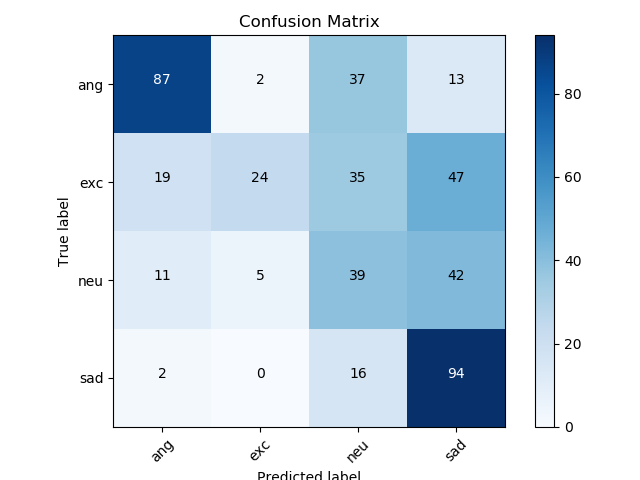 Confusion Matrix
ang 87 2 37 13
exc 19 24 35 47
neu 11 5 39 42
sad 2 0 16 94
ang exc neu sad
True label
Predicted label
80
60
40
20
0